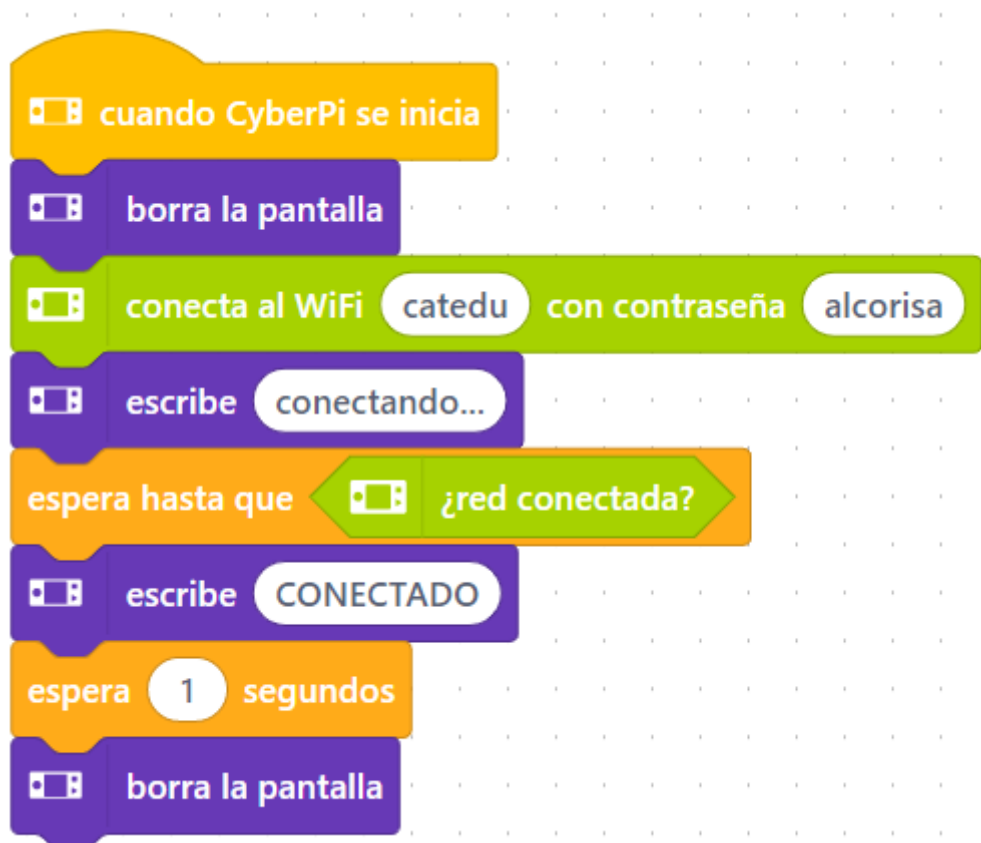 cuando CyberPi se inicia
borra la pantalla
conecta al WiFi catedu con contraseña alcorisa
escribe conectando...
espera hasta que ¿red conectada?
escribe CONECTADO
espera 1 segundos
borra la pantalla